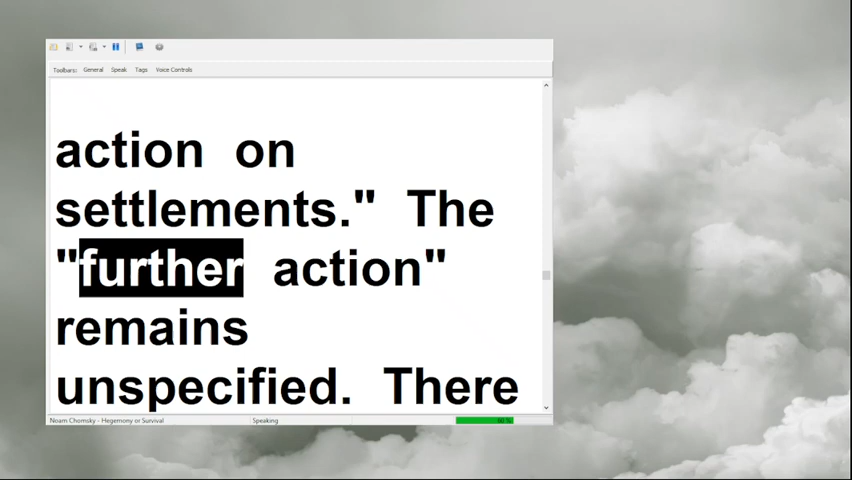 Toolbars: General Speak Tags Voice Controls
action on
settlements." The
"further action"
remains
unspecified. There
Noam Chomsky - Hegemony or Survival Speaking 60 %